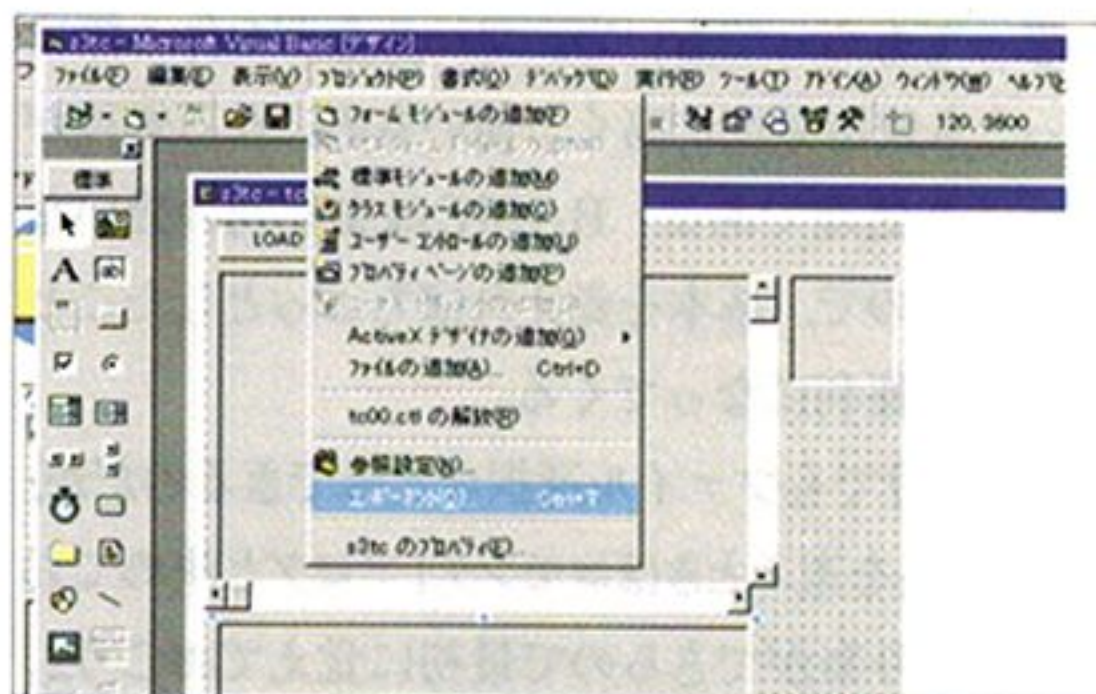 s3tc - Microsoft Visual Basic [デザイン]
ファイル(F) 編集(E) 表示(V) プロジェクト(P) 書式(O) デバッグ(D) 実行(R) ツール(T) アドイン(A) ウィンドウ(W)
120, 3600
標準
s3tc - tc
LOAD
フォーム モジュールの追加(F)
標準モジュールの追加(M)
クラス モジュールの追加(C)
ユーザー コントロールの追加(U)
プロパティ ページの追加(P)
ActiveX デザイナの追加(G)
ファイルの追加(A)... Ctrl+D
tc00.ctl の解放(R)
参照設定(N)...
コンポーネント(O)... Ctrl+T
s3tc のプロパティ(E)...